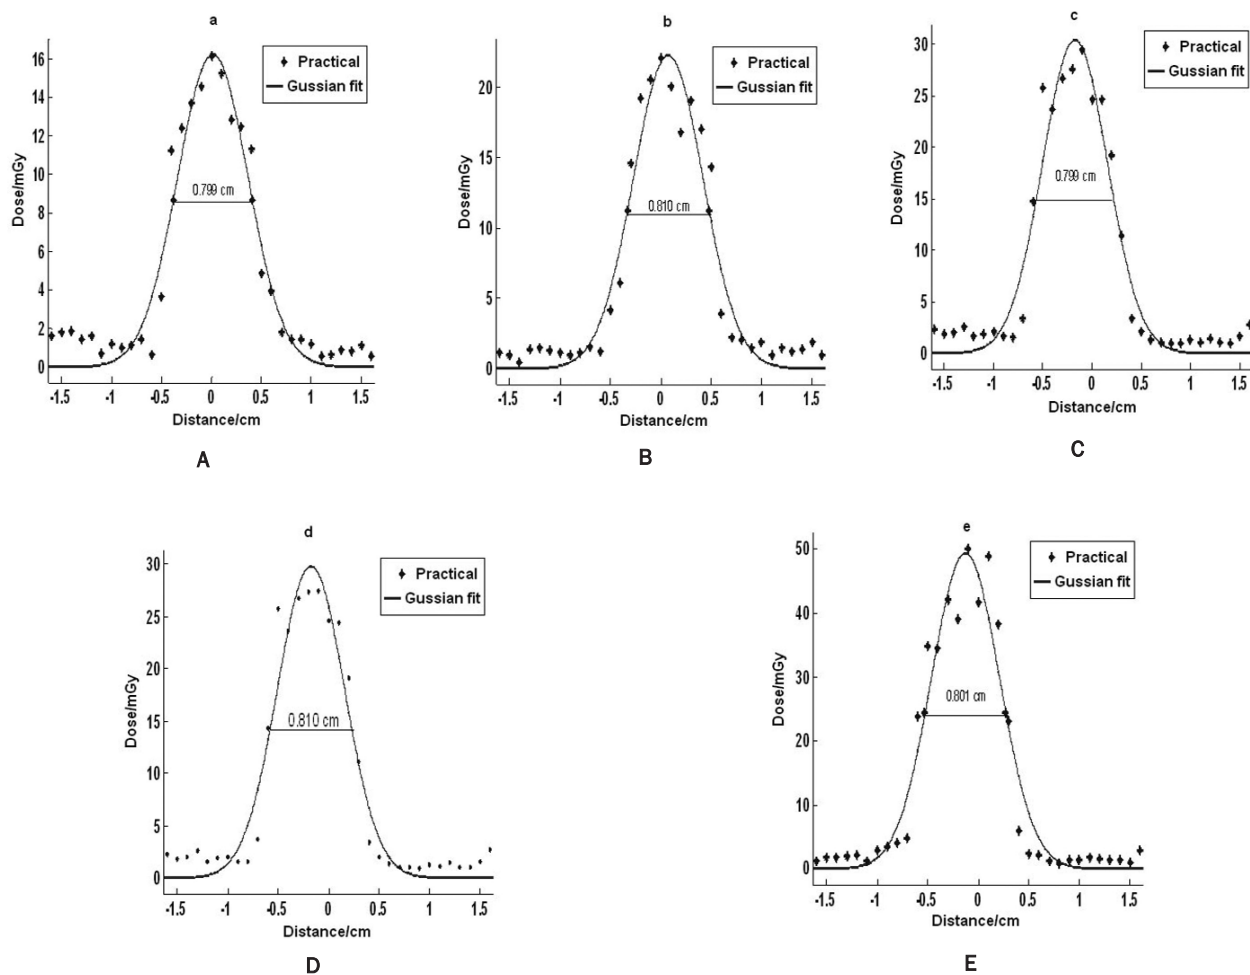 a
16
14
12
10
8
6
4
2
0
Dose/mGy
Practical
Gussian fit
0.799 cm
-1.5 -1 -0.5 0 0.5 1 1.5
Distance/cm
A
b
20
15
10
5
0
Dose/mGy
Practical
Gussian fit
0.810 cm
-1.5 -1 -0.5 0 0.5 1 1.5
Distance/cm
B
c
30
25
20
15
10
5
0
Dose/mGy
Practical
Gussian fit
0.799 cm
-1.5 -1 -0.5 0 0.5 1 1.5
Distance/cm
C
d
30
25
20
15
10
5
0
Dose/mGy
Practical
Gussian fit
0.810 cm
-1.5 -1 -0.5 0 0.5 1 1.5
Distance/cm
D
e
50
40
30
20
10
0
Dose/mGy
Practical
Gussian fit
0.801 cm
-1.5 -1 -0.5 0 0.5 1 1.5
Distance/cm
E